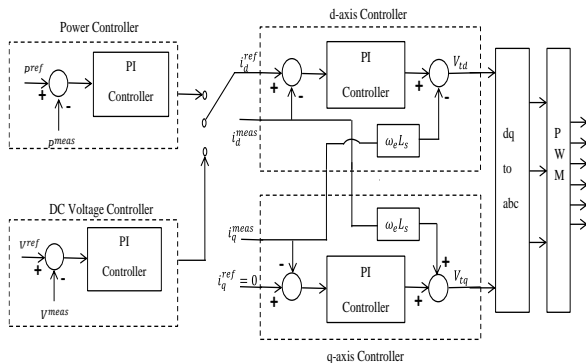 d-axis Controller
Power Controller
P^ref
+
-
P^meas
PI
Controller
i_d^ref
+
-
PI
Controller
+
-
V_td
i_d^meas
ω_e L_s
dq
to
abc
P
W
M
DC Voltage Controller
V^ref
+
-
V^meas
PI
Controller
i_q^meas
ω_e L_s
i_q^ref = 0
-
+
PI
Controller
+
+
V_tq
q-axis Controller